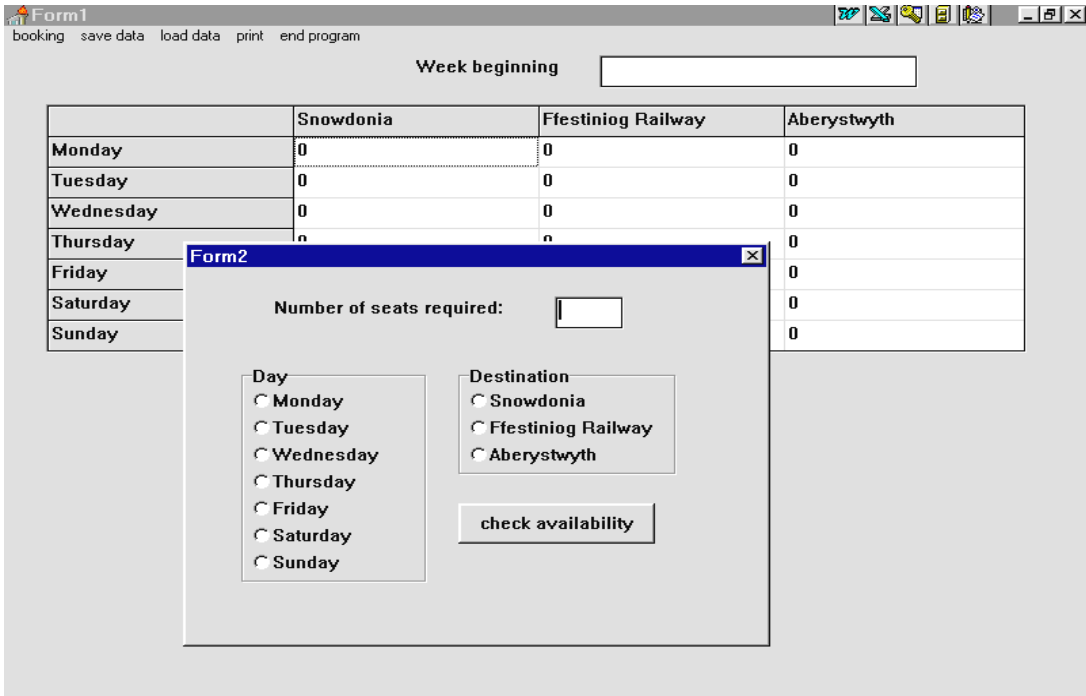 Form1
booking save data load data print end program
Week beginning
Snowdonia Ffestiniog Railway Aberystwyth
Monday 0 0 0
Tuesday 0 0 0
Wednesday 0 0 0
Thursday 0 0 0
Friday 0
Saturday 0
Sunday 0
Form2
Number of seats required:
Day
Monday
Tuesday
Wednesday
Thursday
Friday
Saturday
Sunday
Destination
Snowdonia
Ffestiniog Railway
Aberystwyth
check availability